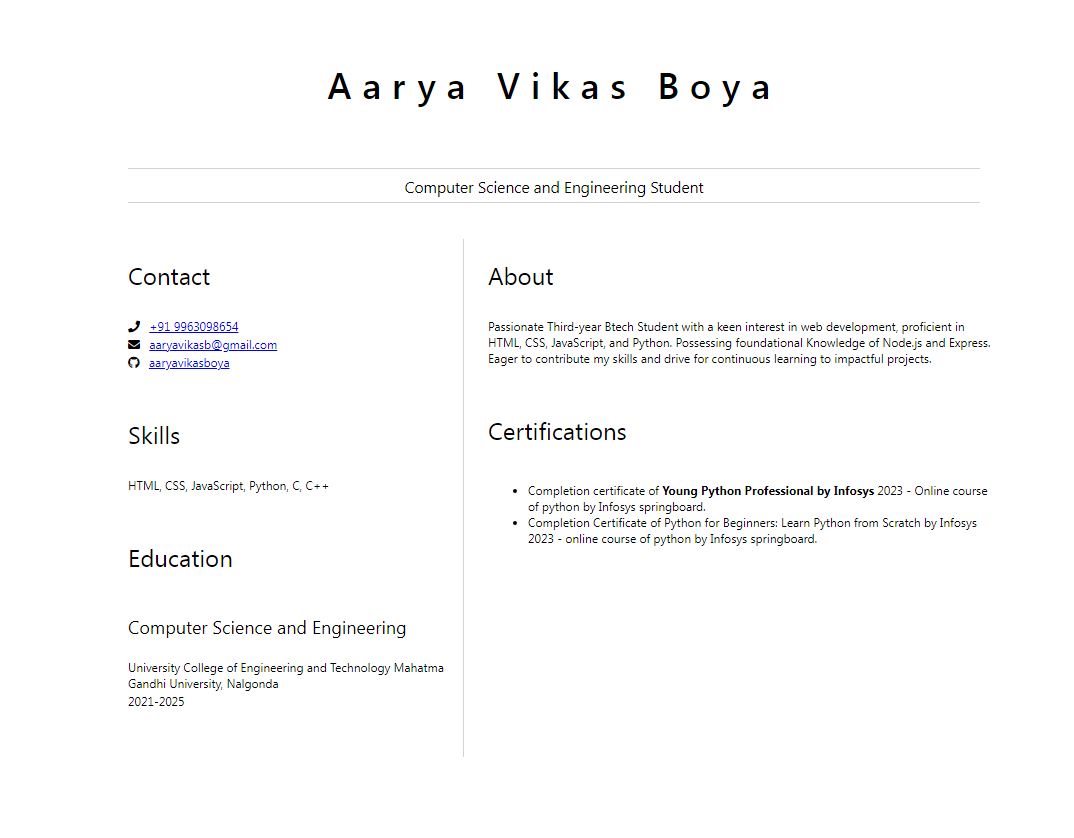 Aarya Vikas Boya
Computer Science and Engineering Student
Contact
+91 9963098654
aaryavikasb@gmail.com
aaryavikasboya
Skills
HTML, CSS, JavaScript, Python, C, C++
Education
Computer Science and Engineering
University College of Engineering and Technology Mahatma
Gandhi University, Nalgonda
2021-2025
About
Passionate Third-year Btech Student with a keen interest in web development, proficient in
HTML, CSS, JavaScript, and Python. Possessing foundational Knowledge of Node.js and Express.
Eager to contribute my skills and drive for continuous learning to impactful projects.
Certifications
• Completion certificate of Young Python Professional by Infosys 2023 - Online course
of python by Infosys springboard.
• Completion Certificate of Python for Beginners: Learn Python from Scratch by Infosys
2023 - online course of python by Infosys springboard.